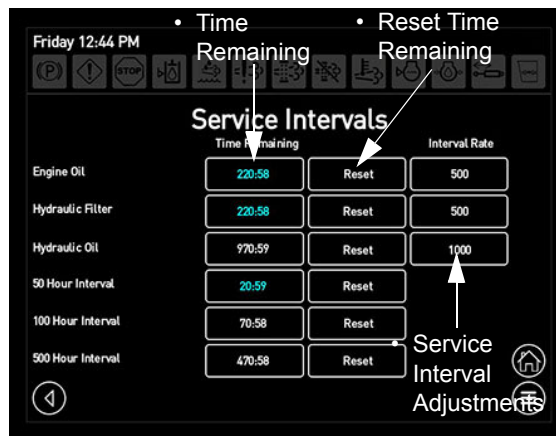 • Time Remaining
• Reset Time Remaining
Friday 12:44 PM
(P) STOP
Service Intervals
Time Remaining Interval Rate
Engine Oil 220:58 Reset 500
Hydraulic Filter 220:58 Reset 500
Hydraulic Oil 970:59 Reset 1000
50 Hour Interval 20:59 Reset
100 Hour Interval 70:58 Reset
500 Hour Interval 470:58 Reset
• Service
Interval
Adjustments